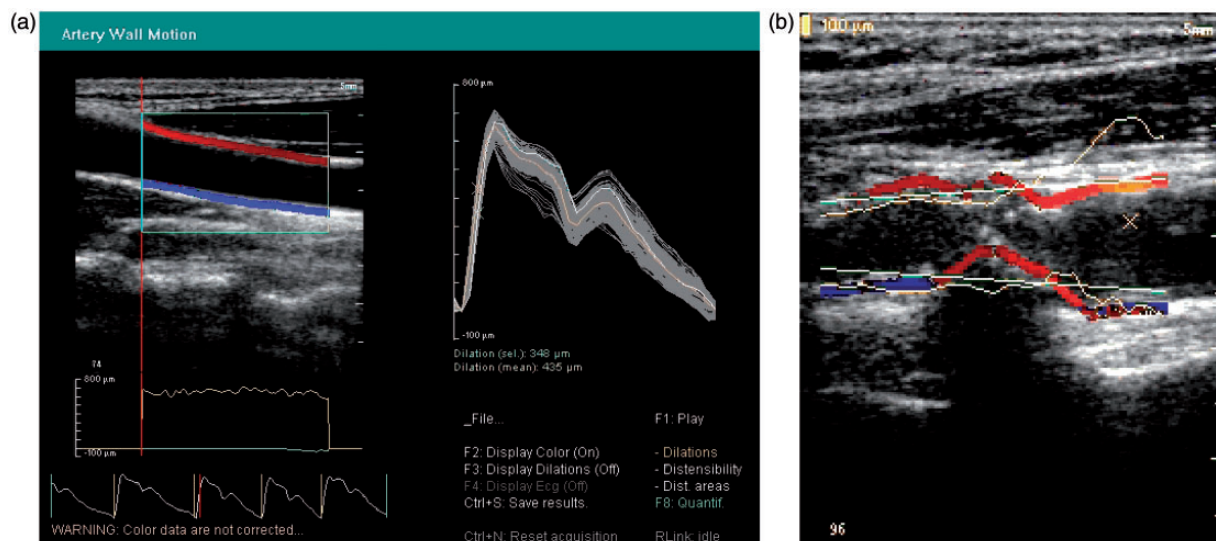 (a)
Artery Wall Motion
5mm
800 µm
-100 µm
Dilation (sel.): 348 µm
Dilation (mean): 435 µm
74
800 µm
-100 µm
_File...
F1: Play
F2: Display Color (On)
- Dilations
F3: Display Dilations (Off)
- Distensibility
F4: Display Ecg (Off)
- Dist. areas
Ctrl+S: Save results.
F8: Quantif.
WARNING: Color data are not corrected...
Ctrl+N: Reset acquisition
RLink: idle
(b)
100 µm
5mm
96